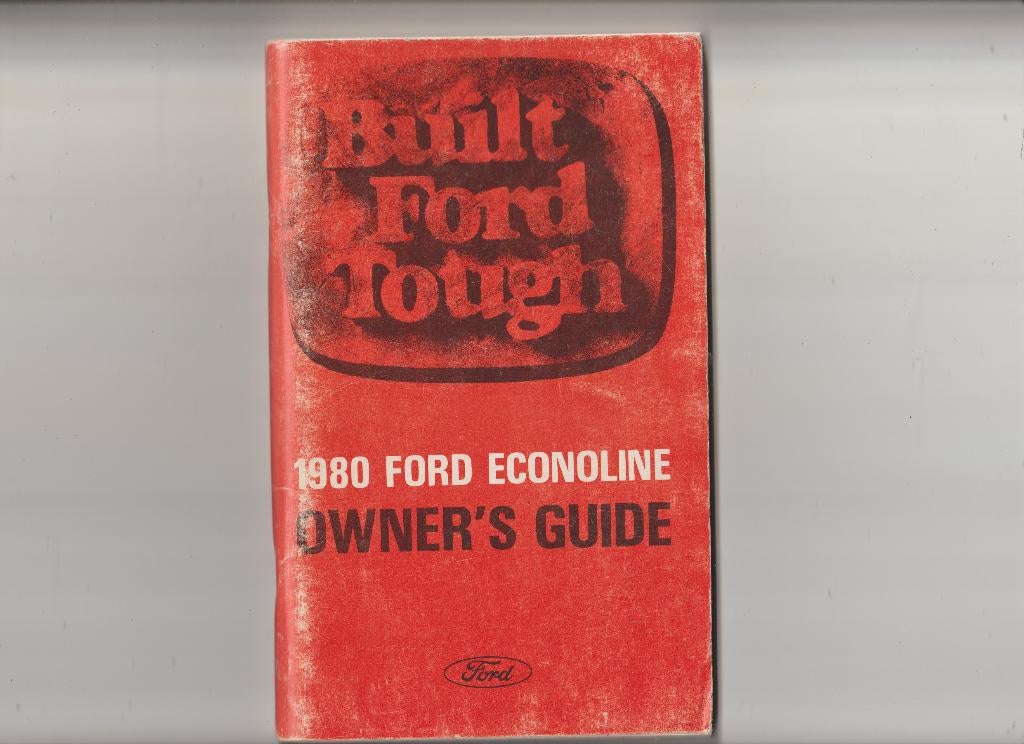 Built
Ford
Tough
1980 FORD ECONOLINE
OWNER'S GUIDE
Ford